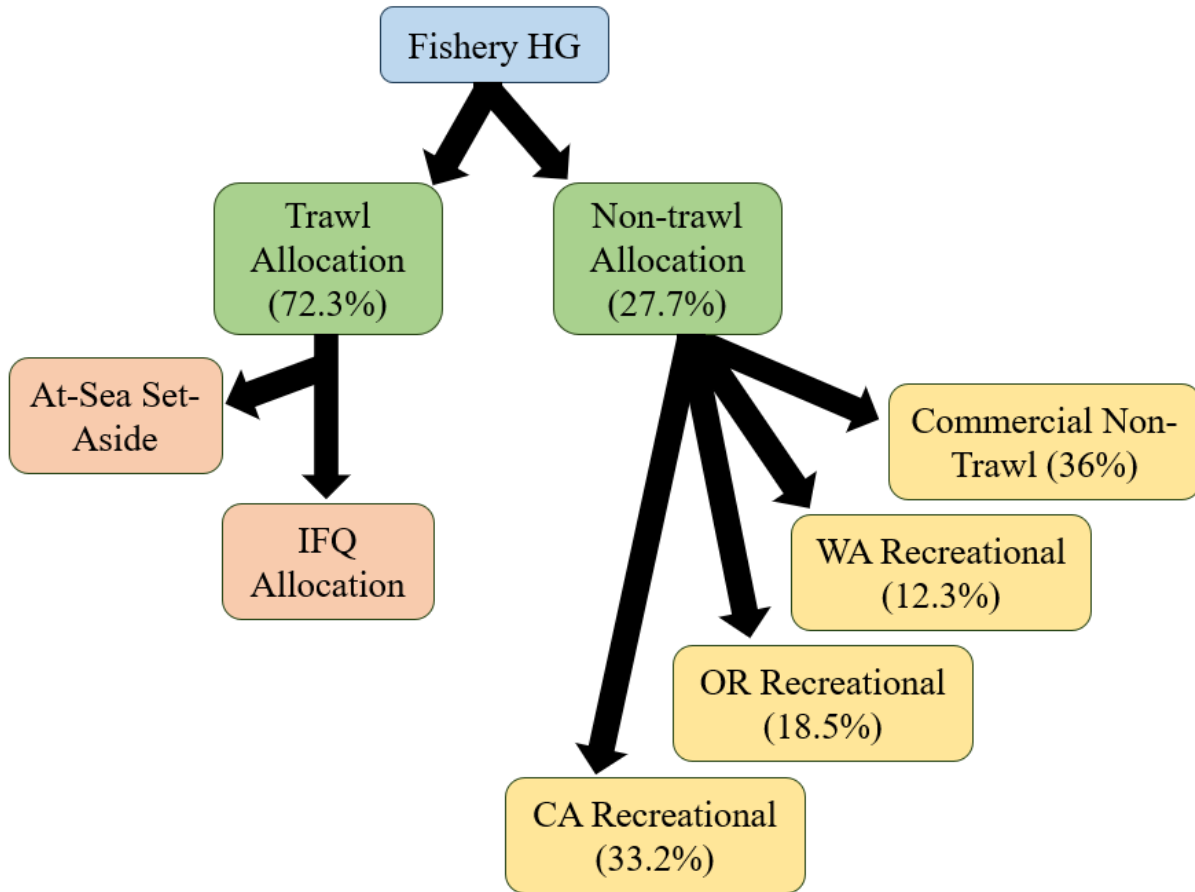 Fishery HG
Trawl
Allocation
(72.3%)
Non-trawl
Allocation
(27.7%)
At-Sea Set-
Aside
IFQ
Allocation
Commercial Non-
Trawl (36%)
WA Recreational
(12.3%)
OR Recreational
(18.5%)
CA Recreational
(33.2%)